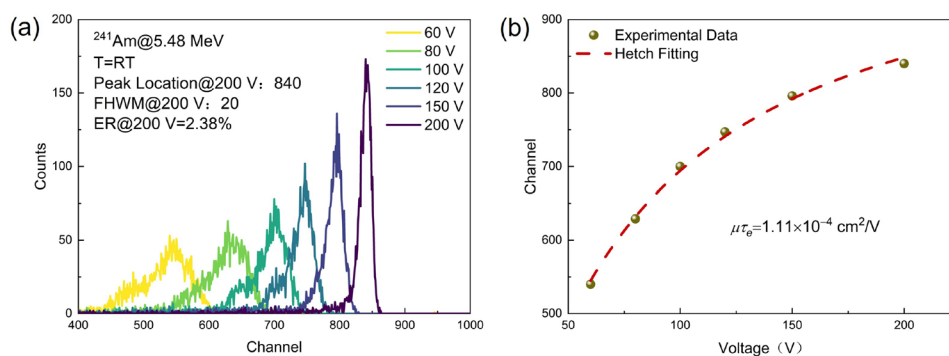 (a)
²⁴¹Am@5.48 MeV
T=RT
Peak Location@200 V：840
FHWM@200 V：20
ER@200 V=2.38%
60 V
80 V
100 V
120 V
150 V
200 V
200
150
100
50
0
Counts
400 500 600 700 800 900 1000
Channel
(b)
Experimental Data
Hetch Fitting
μτₑ=1.11×10⁻⁴ cm²/V
900
800
700
600
500
Channel
50 100 150 200
Voltage（V）